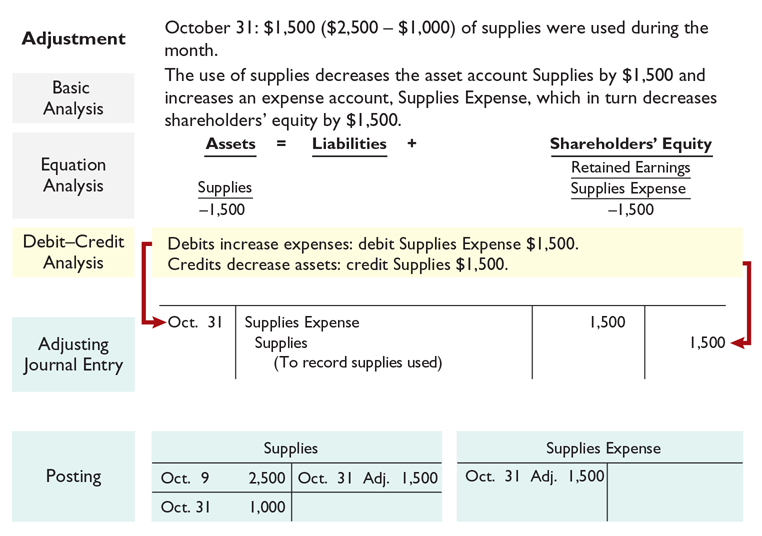 Adjustment
October 31: $1,500 ($2,500 – $1,000) of supplies were used during the
month.
Basic
Analysis
The use of supplies decreases the asset account Supplies by $1,500 and
increases an expense account, Supplies Expense, which in turn decreases
shareholders’ equity by $1,500.
Equation
Analysis
Assets = Liabilities + Shareholders’ Equity
Retained Earnings
Supplies Supplies Expense
–1,500 –1,500
Debit–Credit
Analysis
Debits increase expenses: debit Supplies Expense $1,500.
Credits decrease assets: credit Supplies $1,500.
Adjusting
Journal Entry
Oct. 31 Supplies Expense 1,500
Supplies 1,500
(To record supplies used)
Posting
Supplies
Oct. 9 2,500 Oct. 31 Adj. 1,500
Oct. 31 1,000
Supplies Expense
Oct. 31 Adj. 1,500